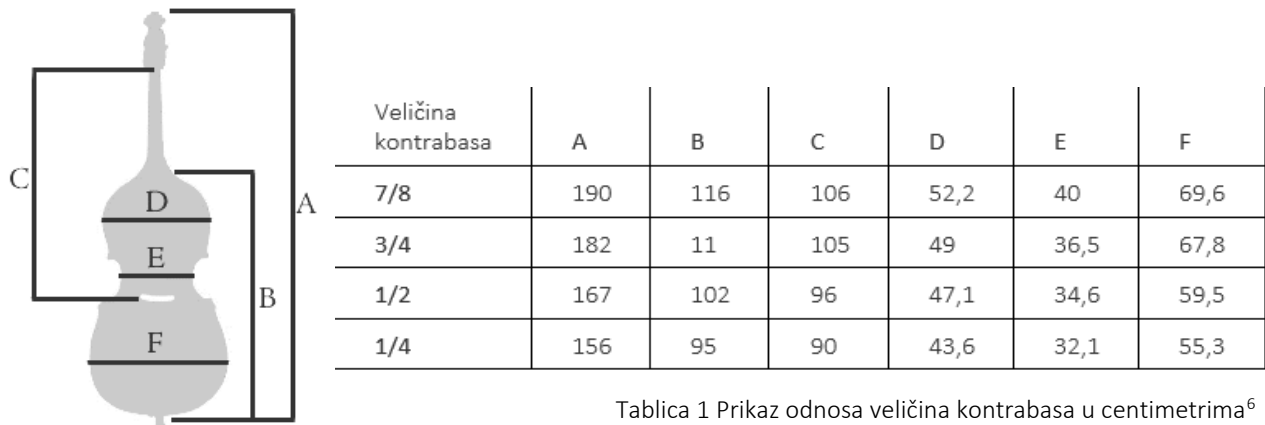 C
D
E
F
A
B
Veličina
kontrabasa A B C D E F
7/8 190 116 106 52,2 40 69,6
3/4 182 11 105 49 36,5 67,8
1/2 167 102 96 47,1 34,6 59,5
1/4 156 95 90 43,6 32,1 55,3
Tablica 1 Prikaz odnosa veličina kontrabasa u centimetrima⁶